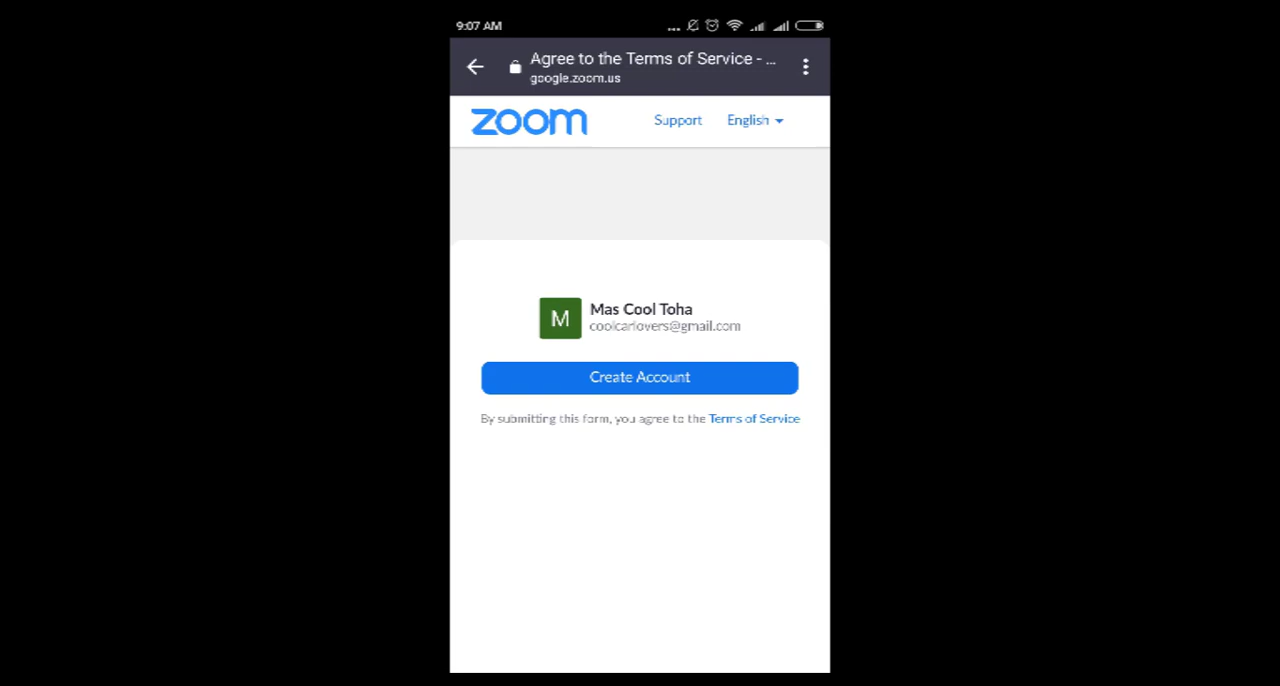 9:07 AM
Agree to the Terms of Service - ...
google.zoom.us
zoom
Support English
M
Mas Cool Toha
coolcarlovers@gmail.com
Create Account
By submitting this form, you agree to the Terms of Service